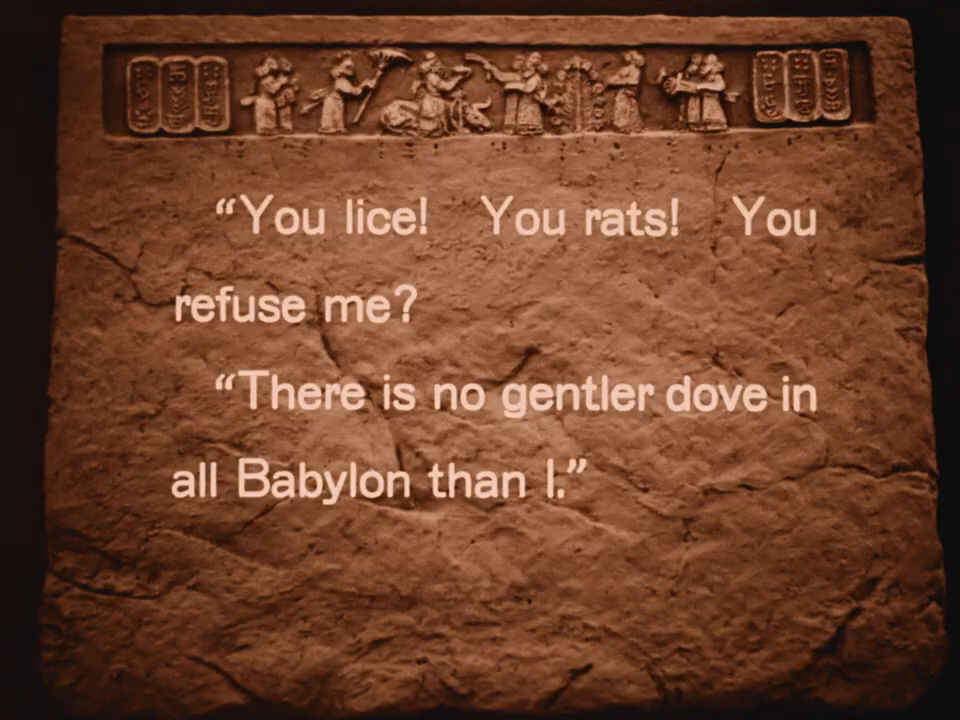 “You lice! You rats! You
refuse me?
“There is no gentler dove in
all Babylon than I.”